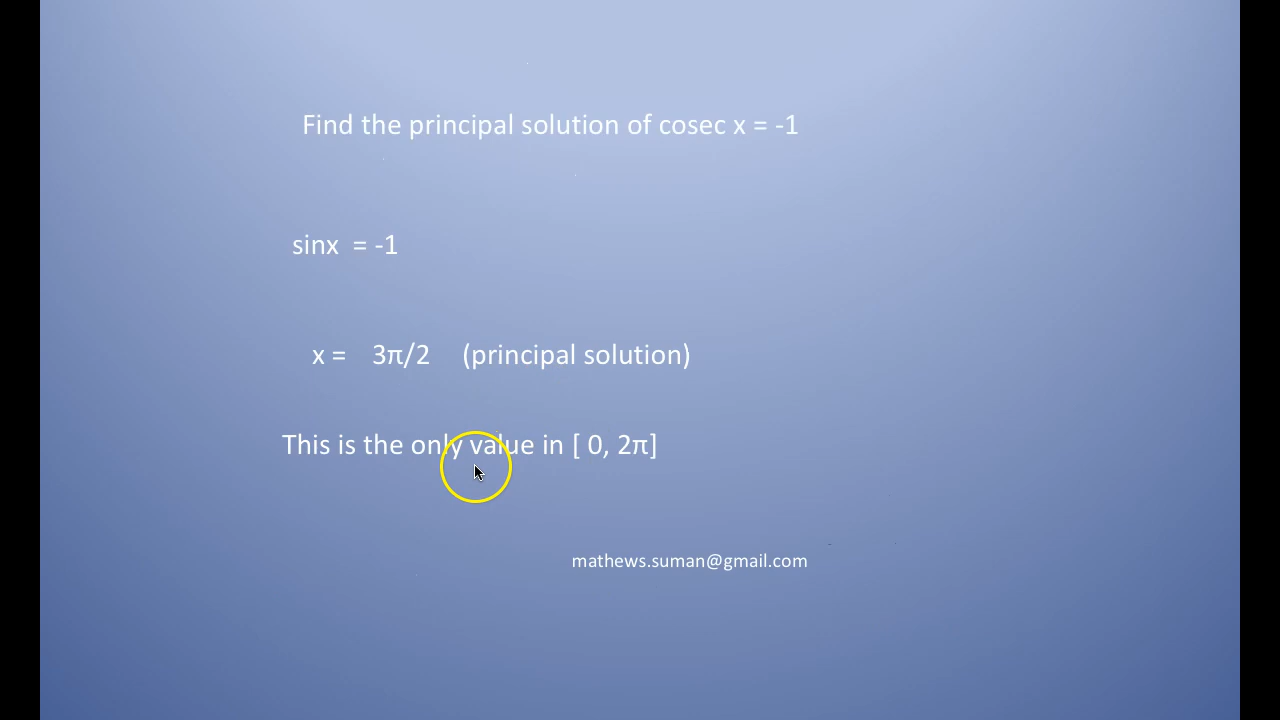 Find the principal solution of cosec x = -1
sinx = -1
x = 3π/2 (principal solution)
This is the only value in [ 0, 2π]
mathews.suman@gmail.com